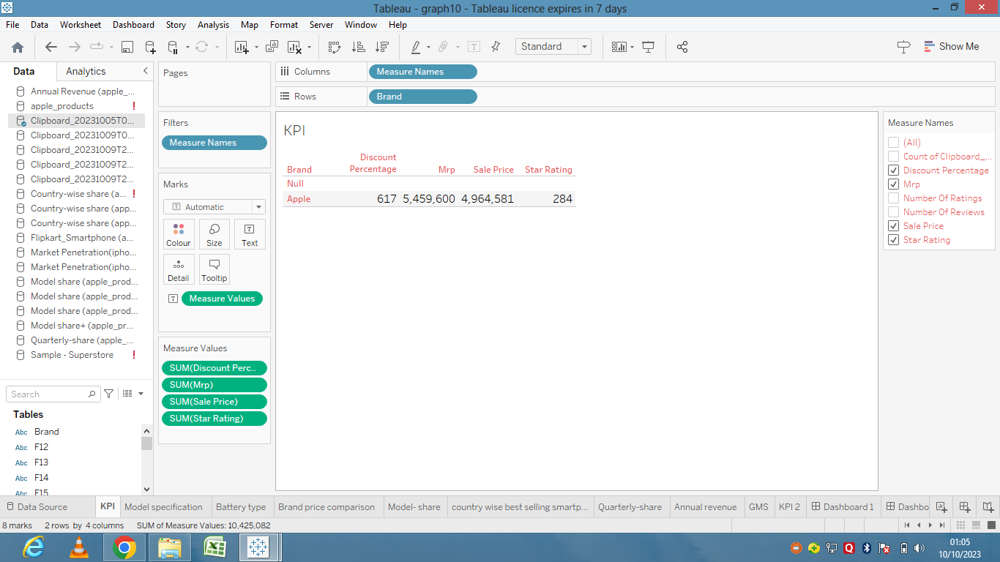 Tableau - graph10 - Tableau licence expires in 7 days
File Data Worksheet Dashboard Story Analysis Map Format Server Window Help
Standard
Show Me
Data Analytics
Annual Revenue (apple_...
apple_products
Clipboard_20231005T0...
Clipboard_20231009T0...
Clipboard_20231009T2...
Clipboard_20231009T2...
Clipboard_20231009T2...
Country-wise share (a...
Country-wise share (app...
Country-wise share (app...
Flipkart_Smartphone (a...
Market Penetration(ipho...
Market Penetration(ipho...
Model share (apple_prod...
Model share (apple_prod...
Model share (apple_prod...
Model share+ (apple_pr...
Quarterly-share (apple_...
Sample - Superstore
Search
Tables
Abc Brand
Abc F12
Abc F13
Abc F14
Abc F15
Pages
Filters
Measure Names
Marks
Automatic
Colour Size Text
Detail Tooltip
Measure Values
Measure Values
SUM(Discount Perc..
SUM(Mrp)
SUM(Sale Price)
SUM(Star Rating)
Columns Measure Names
Rows Brand
KPI
Discount
Brand Percentage Mrp Sale Price Star Rating
Null
Apple 617 5,459,600 4,964,581 284
Measure Names
(All)
Count of Clipboard_...
Discount Percentage
Mrp
Number Of Ratings
Number Of Reviews
Sale Price
Star Rating
Data Source KPI Model specification Battery type Brand price comparison Model- share country wise best selling smartp... Quarterly-share Annual revenue GMS KPI 2 Dashboard 1 Dashbo
8 marks 2 rows by 4 columns SUM of Measure Values: 10,425,082
01:05
10/10/2023